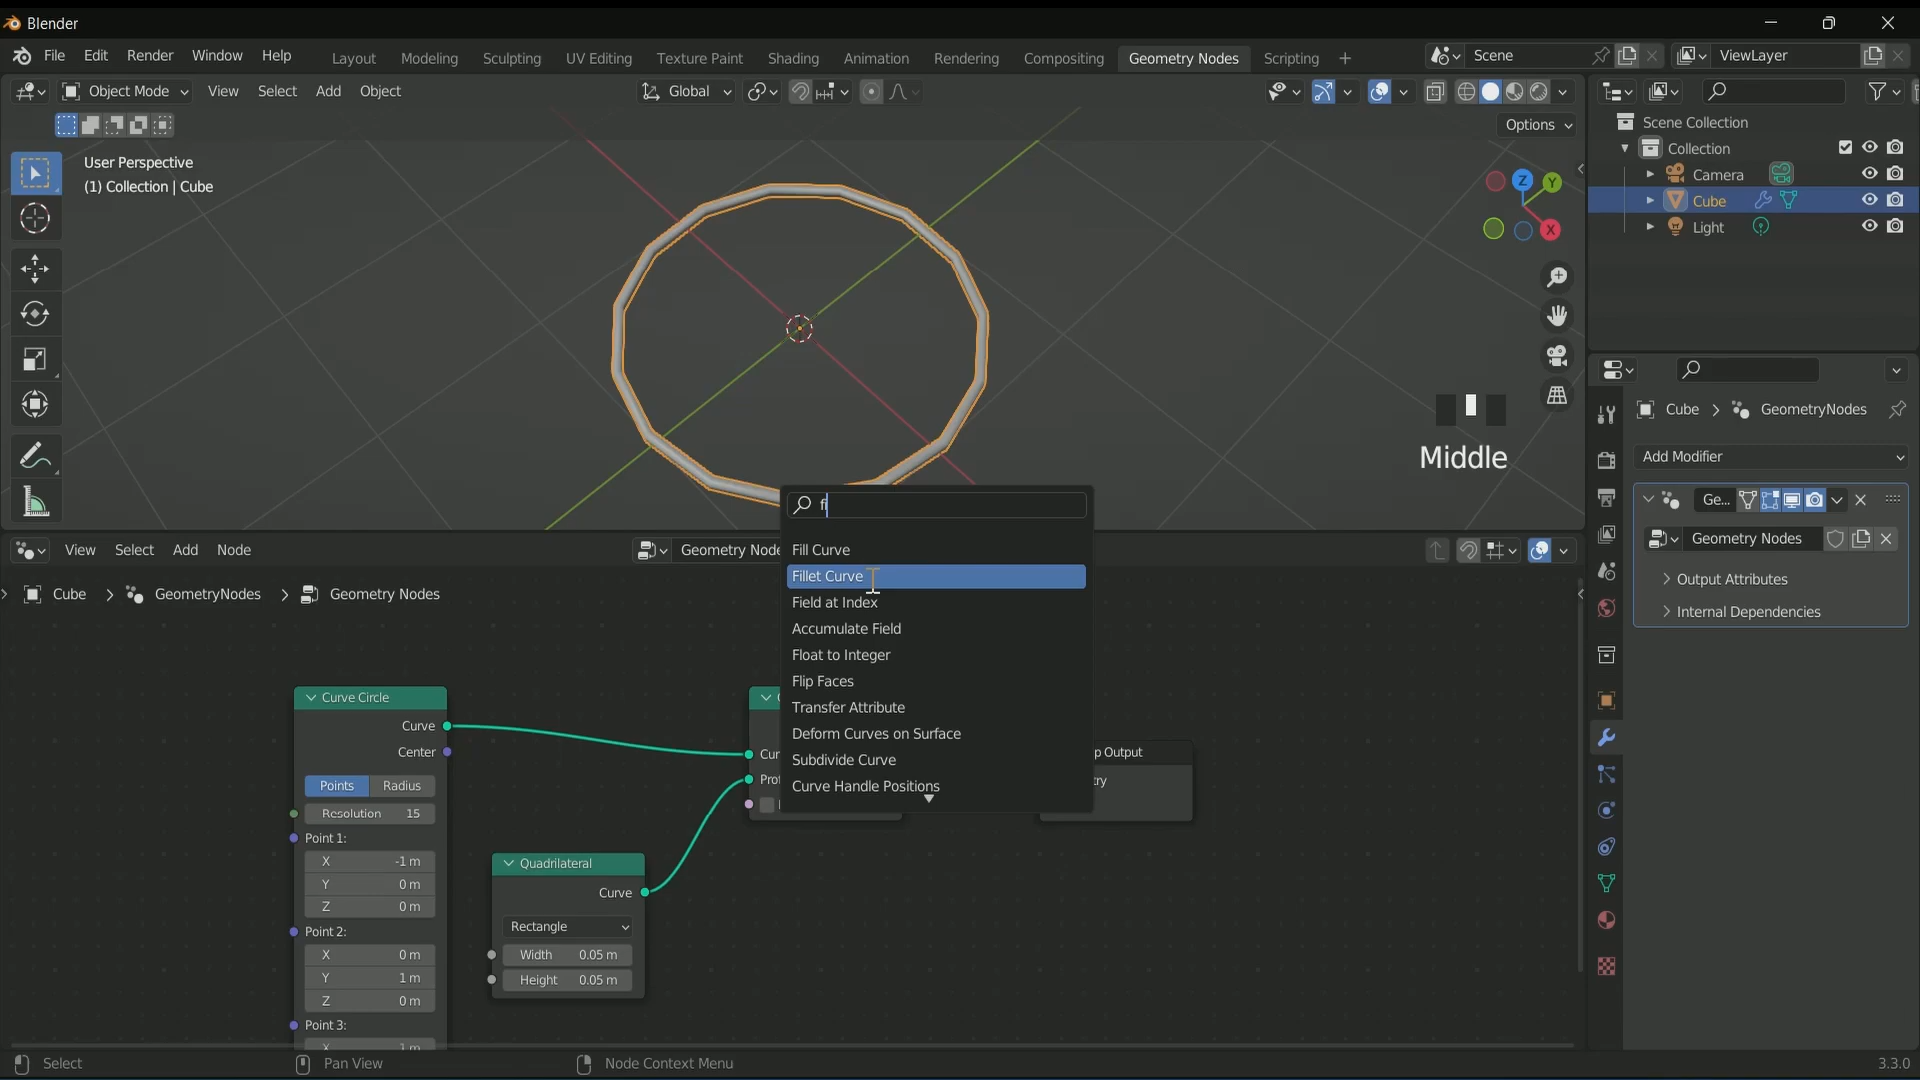 Blender
File Edit Render Window Help Layout Modeling Sculpting UV Editing Texture Paint Shading Animation Rendering Compositing Geometry Nodes Scripting + Scene ViewLayer
Object Mode View Select Add Object Global
Options
User Perspective
(1) Collection | Cube
Z
Y
X
Middle
Scene Collection
Collection
Camera
Cube
Light
Cube > GeometryNodes
Add Modifier
Ge...
Geometry Nodes
Output Attributes
Internal Dependencies
View Select Add Node
Geometry Node
Cube > GeometryNodes > Geometry Nodes
fi
Fill Curve
Fillet Curve
Field at Index
Accumulate Field
Float to Integer
Flip Faces
Transfer Attribute
Deform Curves on Surface
Subdivide Curve
Curve Handle Positions
Curve Circle
Curve
Center
Points Radius
Resolution 15
Point 1:
X -1 m
Y 0 m
Z 0 m
Point 2:
X 0 m
Y 1 m
Z 0 m
Point 3:
X 1 m
Quadrilateral
Curve
Rectangle
Width 0.05 m
Height 0.05 m
Cur
Prof
p Output
try
Select Pan View Node Context Menu 3.3.0